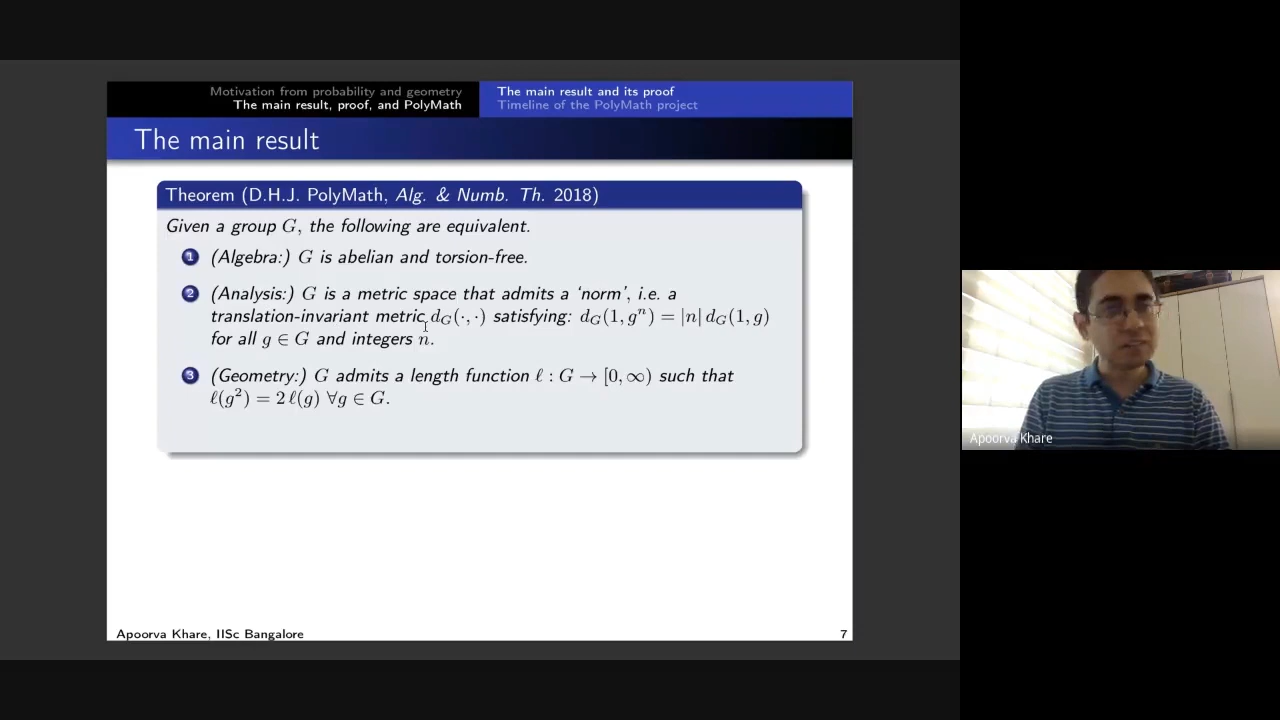 Motivation from probability and geometry
The main result, proof, and PolyMath
The main result and its proof
Timeline of the PolyMath project
The main result
Theorem (D.H.J. PolyMath, Alg. & Numb. Th. 2018)
Given a group G, the following are equivalent.
1 (Algebra:) G is abelian and torsion-free.
2 (Analysis:) G is a metric space that admits a ‘norm’, i.e. a
translation-invariant metric d_G(·, ·) satisfying: d_G(1, g^n) = |n| d_G(1, g)
for all g ∈ G and integers n.
3 (Geometry:) G admits a length function ℓ : G → [0, ∞) such that
ℓ(g²) = 2 ℓ(g) ∀g ∈ G.
Apoorva Khare, IISc Bangalore
7
Apoorva Khare